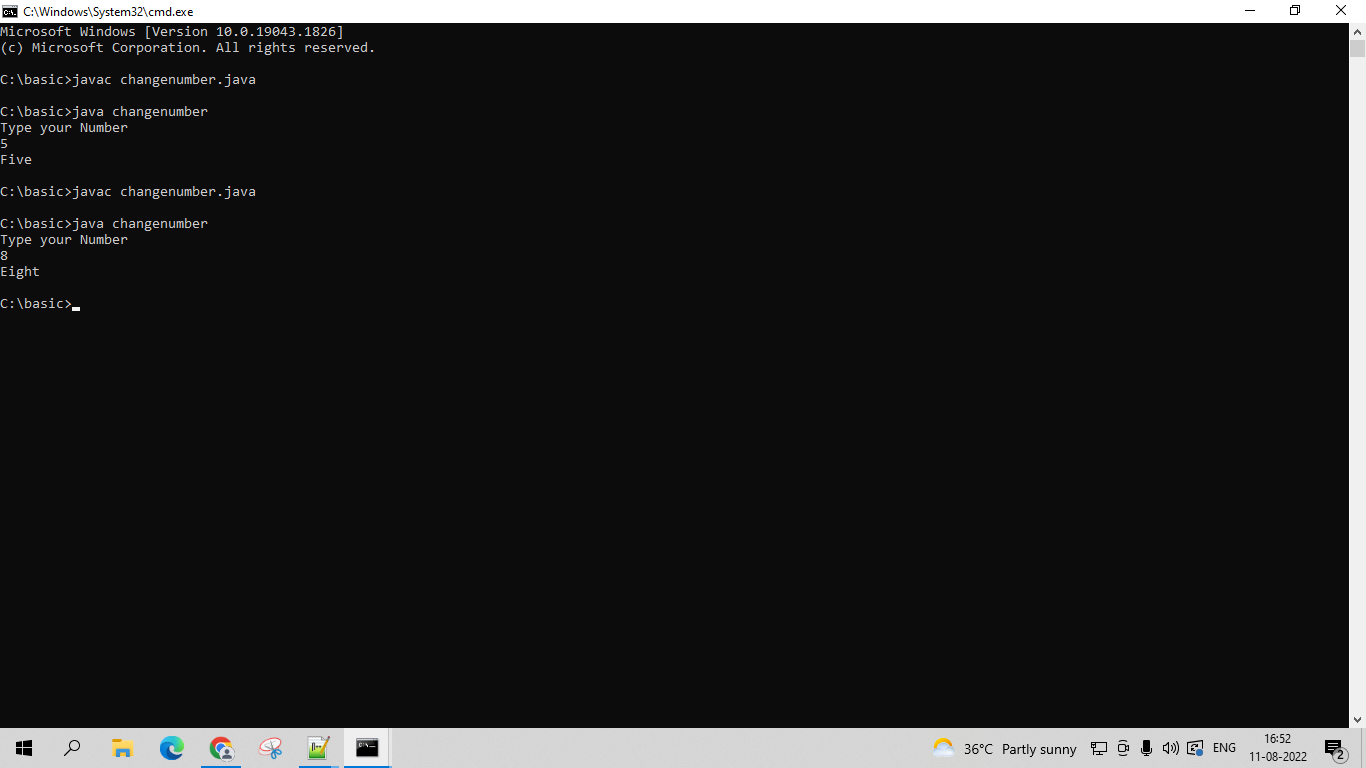 C:\Windows\System32\cmd.exe
Microsoft Windows [Version 10.0.19043.1826]
(c) Microsoft Corporation. All rights reserved.
C:\basic>javac changenumber.java
C:\basic>java changenumber
Type your Number
5
Five
C:\basic>javac changenumber.java
C:\basic>java changenumber
Type your Number
8
Eight
C:\basic>
36°C Partly sunny
ENG
16:52
11-08-2022
2